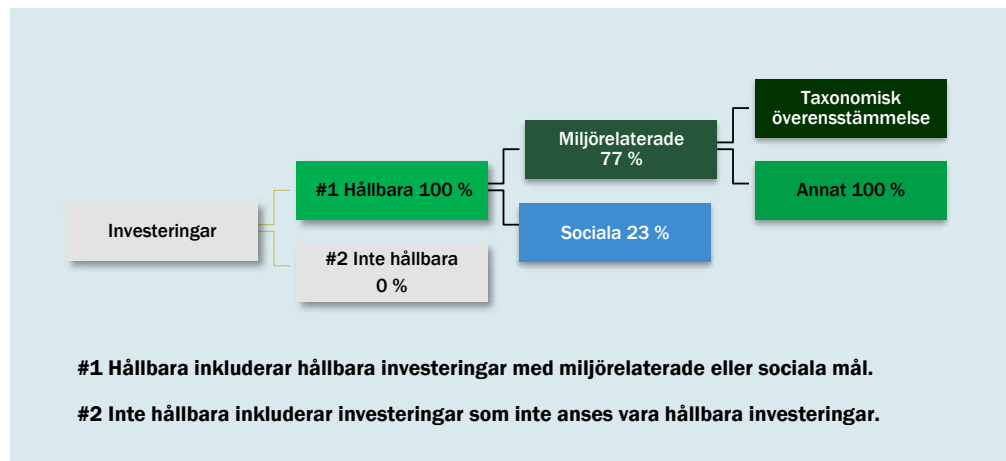 Taxonomisk
överensstämmelse
Miljörelaterade
77 %
#1 Hållbara 100 %
Annat 100 %
Investeringar
Sociala 23 %
#2 Inte hållbara
0 %
#1 Hållbara inkluderar hållbara investeringar med miljörelaterade eller sociala mål.
#2 Inte hållbara inkluderar investeringar som inte anses vara hållbara investeringar.